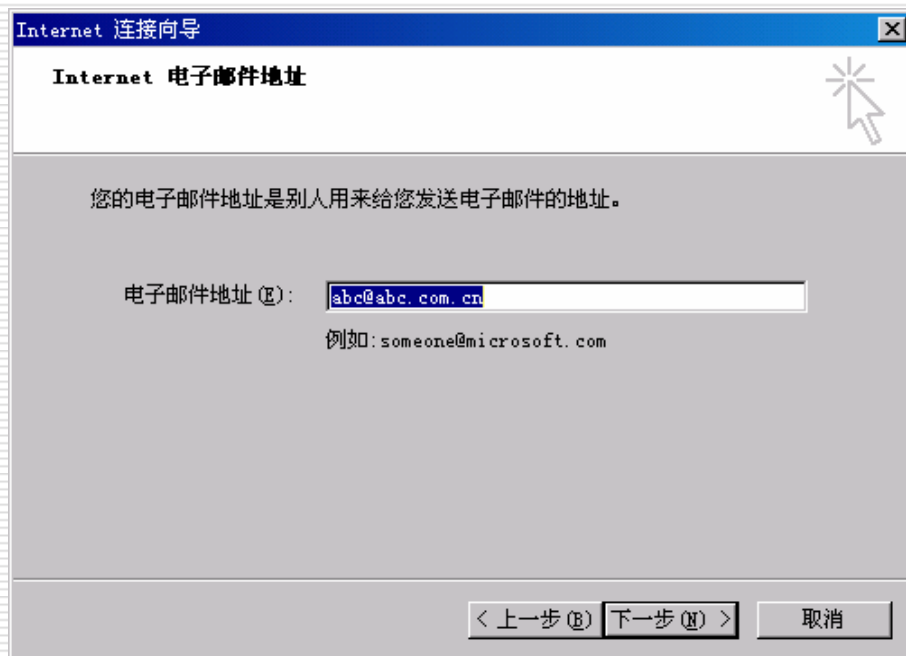 Internet 连接向导
Internet 电子邮件地址
您的电子邮件地址是别人用来给您发送电子邮件的地址。
电子邮件地址(E): abc@abc.com.cn
例如:someone@microsoft.com
< 上一步(B) 下一步(N) > 取消